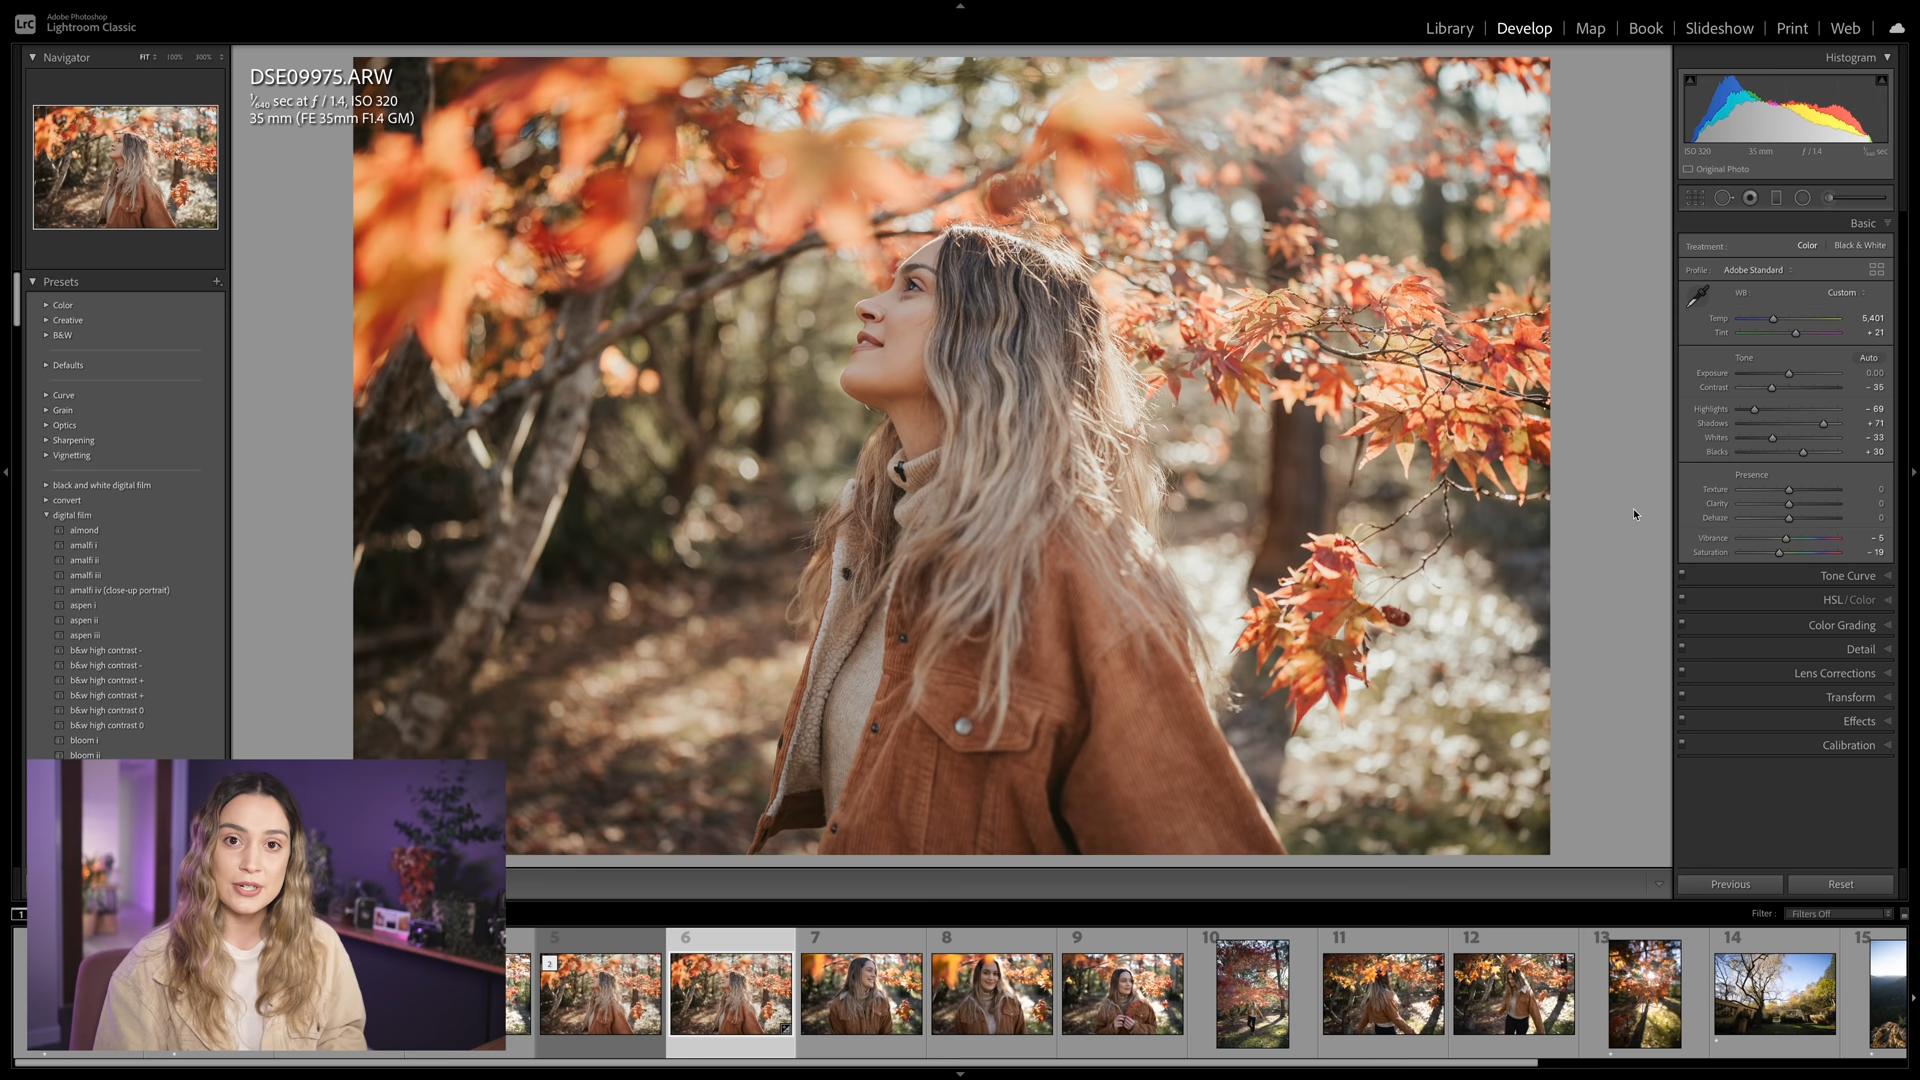 Lrc
Adobe Photoshop
Lightroom Classic
Library | Develop | Map | Book | Slideshow | Print | Web
Navigator FIT 100% 300%
DSE09975.ARW
1/640 sec at ƒ / 1.4, ISO 320
35 mm (FE 35mm F1.4 GM)
Presets +
Color
Creative
B&W
Defaults
Curve
Grain
Optics
Sharpening
Vignetting
black and white digital film
convert
digital film
almond
amalfi i
amalfi ii
amalfi iii
amalfi iv (close-up portrait)
aspen i
aspen ii
aspen iii
b&w high contrast -
b&w high contrast -
b&w high contrast +
b&w high contrast +
b&w high contrast 0
b&w high contrast 0
bloom i
bloom ii
Histogram
ISO 320 35 mm ƒ / 1.4 1/640 sec
Original Photo
Basic
Treatment : Color | Black & White
Profile : Adobe Standard
WB : Custom
Temp 5,401
Tint + 21
Tone Auto
Exposure 0.00
Contrast - 35
Highlights - 69
Shadows + 71
Whites - 33
Blacks + 30
Presence
Texture 0
Clarity 0
Dehaze 0
Vibrance - 5
Saturation - 19
Tone Curve
HSL / Color
Color Grading
Detail
Lens Corrections
Transform
Effects
Calibration
Previous Reset
1
Filter : Filters Off
5 6 7 8 9 10 11 12 13 14 15
2